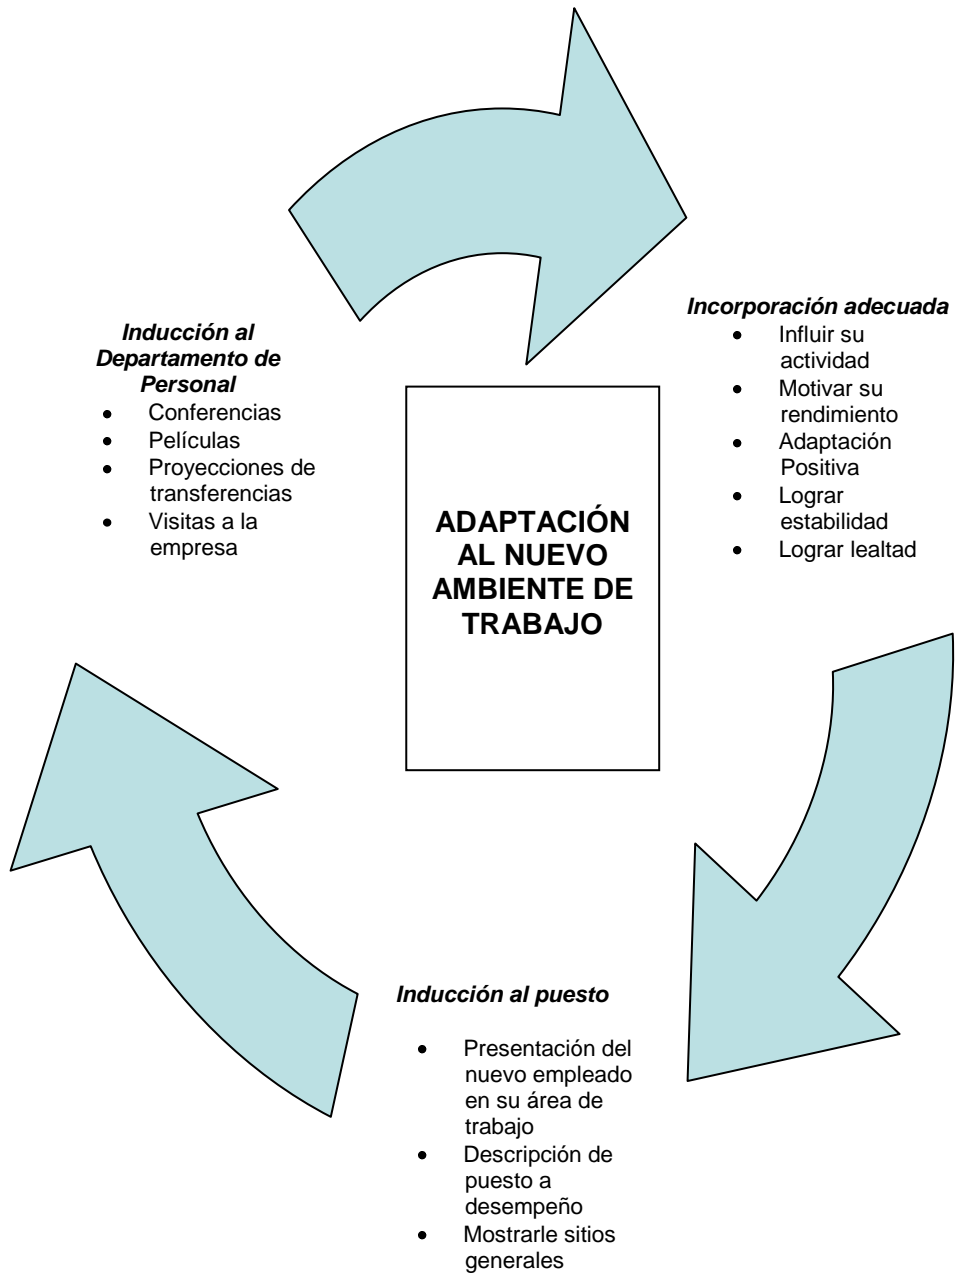 Inducción al
Departamento de
Personal
• Conferencias
• Películas
• Proyecciones de
transferencias
• Visitas a la
empresa
Incorporación adecuada
• Influir su
actividad
• Motivar su
rendimiento
• Adaptación
Positiva
• Lograr
estabilidad
• Lograr lealtad
ADAPTACIÓN
AL NUEVO
AMBIENTE DE
TRABAJO
Inducción al puesto
• Presentación del
nuevo empleado
en su área de
trabajo
• Descripción de
puesto a
desempeño
• Mostrarle sitios
generales